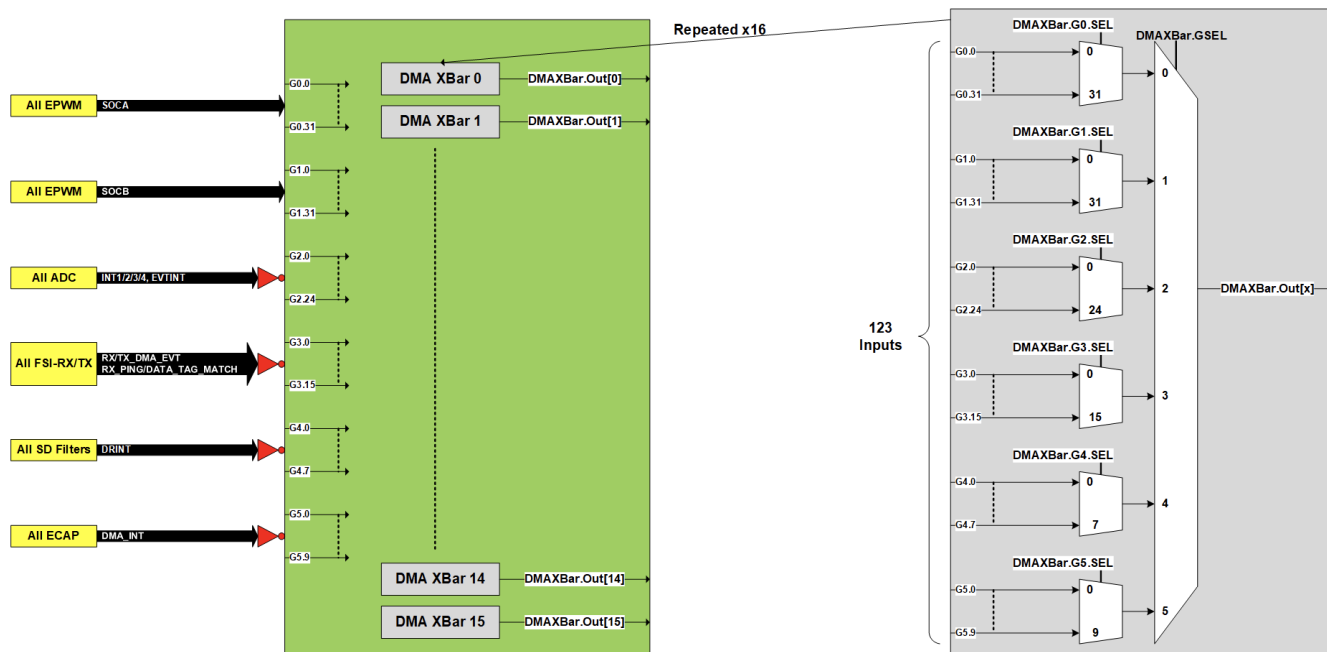 All EPWM
SOCA
All EPWM
SOCB
All ADC
INT1/2/3/4, EVTINT
All FSI-RX/TX
RX/TX_DMA_EVT
RX_PING/DATA_TAG_MATCH
All SD Filters
DRINT
All ECAP
DMA_INT
G0.0
G0.31
G1.0
G1.31
G2.0
G2.24
G3.0
G3.15
G4.0
G4.7
G5.0
G5.9
DMA XBar 0
DMAXBar.Out[0]
DMA XBar 1
DMAXBar.Out[1]
DMA XBar 14
DMAXBar.Out[14]
DMA XBar 15
DMAXBar.Out[15]
Repeated x16
123
Inputs
DMAXBar.G0.SEL
G0.0
0
G0.31
31
DMAXBar.G1.SEL
G1.0
0
G1.31
31
DMAXBar.G2.SEL
G2.0
0
G2.24
24
DMAXBar.G3.SEL
G3.0
0
G3.15
15
DMAXBar.G4.SEL
G4.0
0
G4.7
7
DMAXBar.G5.SEL
G5.0
0
G5.9
9
DMAXBar.GSEL
0
1
2
3
4
5
DMAXBar.Out[x]